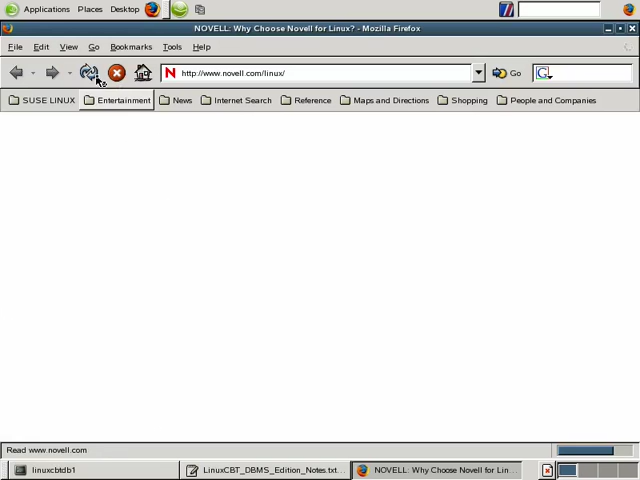 Applications Places Desktop
NOVELL: Why Choose Novell for Linux? - Mozilla Firefox
File Edit View Go Bookmarks Tools Help
N http://www.novell.com/linux/ Go G
SUSE LINUX Entertainment News Internet Search Reference Maps and Directions Shopping People and Companies
Read www.novell.com
linuxcbtdb1 LinuxCBT_DBMS_Edition_Notes.txt... NOVELL: Why Choose Novell for Lin...